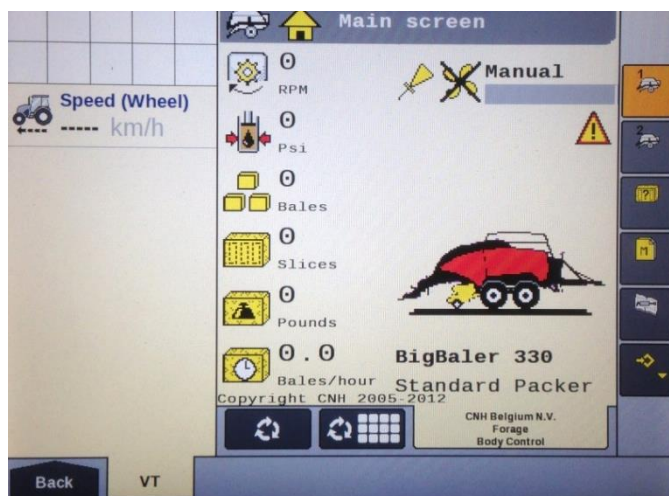 Main screen
Speed (Wheel)
----- km/h
0
RPM
Manual
0
Psi
0
Bales
0
Slices
0
Pounds
0.0
Bales/hour
BigBaler 330
Standard Packer
Copyright CNH 2005-2012
CNH Belgium N.V.
Forage
Body Control
1
2
?
M
Back
VT